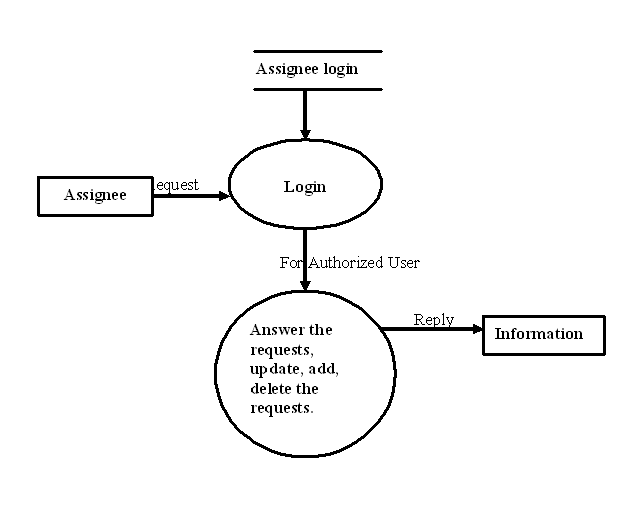 Assignee login
equest
Assignee
Login
For Authorized User
Answer the
requests,
update, add,
delete the
requests.
Reply
Information